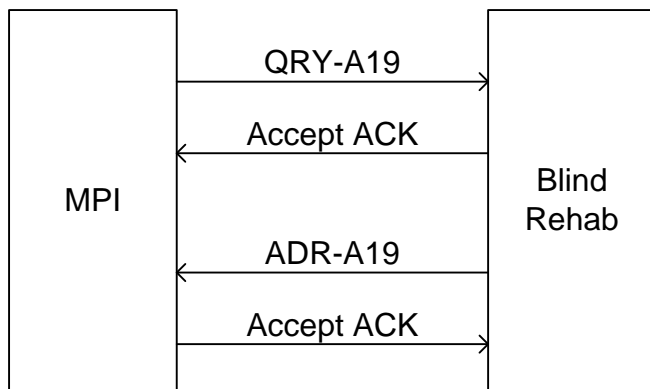 QRY-A19
Accept ACK
MPI
Blind
Rehab
ADR-A19
Accept ACK